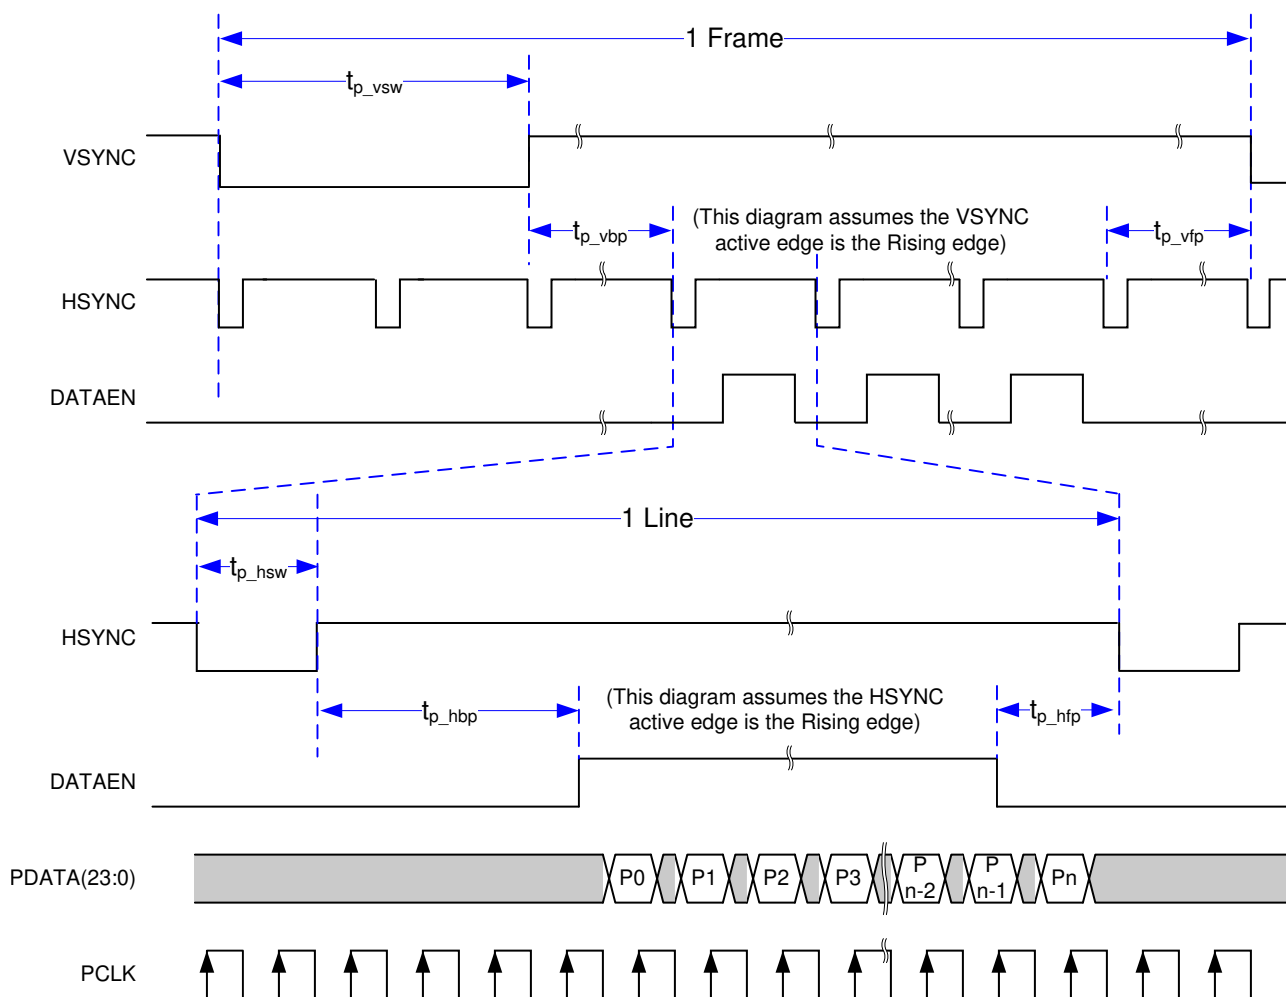 1 Frame
tp_vsw
VSYNC
(This diagram assumes the VSYNC
active edge is the Rising edge)
tp_vbp
tp_vfp
HSYNC
DATAEN
1 Line
tp_hsw
HSYNC
(This diagram assumes the HSYNC
active edge is the Rising edge)
tp_hbp
tp_hfp
DATAEN
PDATA(23:0)
P0
P1
P2
P3
P
n-2
P
n-1
Pn
PCLK